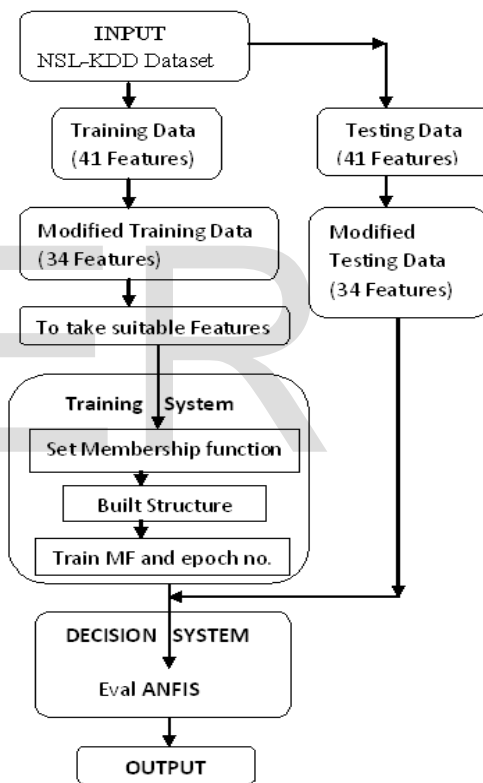 INPUT
NSL-KDD Dataset
Training Data
(41 Features)
Testing Data
(41 Features)
Modified Training Data
(34 Features)
Modified
Testing Data
(34 Features)
To take suitable Features
Training System
Set Membership function
Built Structure
Train MF and epoch no.
DECISION SYSTEM
Eval ANFIS
OUTPUT
ER